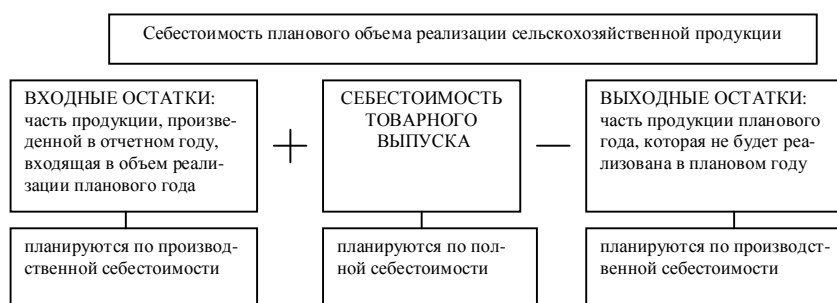 Себестоимость планового объема реализации сельскохозяйственной продукции
ВХОДНЫЕ ОСТАТКИ:
часть продукции, произве-
денной в отчетном году,
входящая в объем реали-
зации планового года
+
СЕБЕСТОИМОСТЬ
ТОВАРНОГО
ВЫПУСКА
—
ВЫХОДНЫЕ ОСТАТКИ:
часть продукции планового
года, которая не будет реа-
лизована в плановом году
планируются по производ-
ственной себестоимости
планируются по пол-
ной себестоимости
планируются по производст-
венной себестоимости